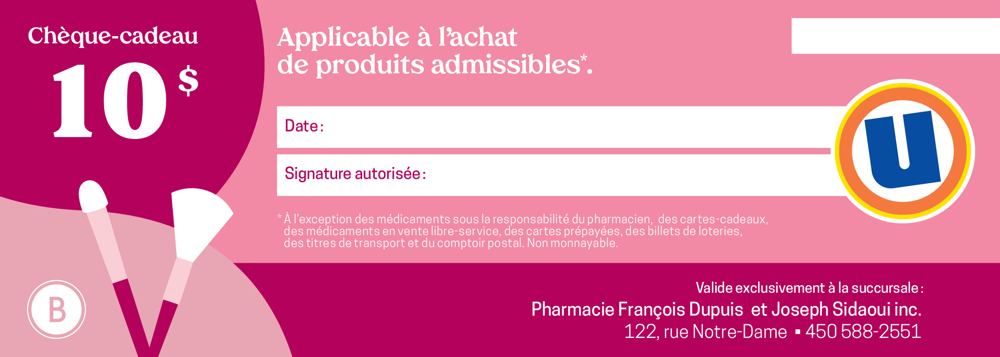 Chèque-cadeau
10 $
Applicable à l’achat
de produits admissibles*.
Date :
Signature autorisée :
* À l’exception des médicaments sous la responsabilité du pharmacien, des cartes-cadeaux,
des médicaments en vente libre-service, des cartes prépayées, des billets de loteries,
des titres de transport et du comptoir postal. Non monnayable.
U
B
Valide exclusivement à la succursale :
Pharmacie François Dupuis et Joseph Sidaoui inc.
122, rue Notre-Dame ▪ 450 588-2551